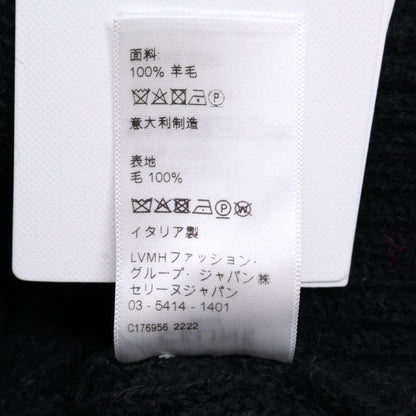 面料:
100% 羊毛
P
意大利制造
表地
毛 100%
P W
イタリア製
LVMHファッション・
グループ・ジャパン㈱
セリーヌジャパン
03 - 5414 - 1401
C176956 2222